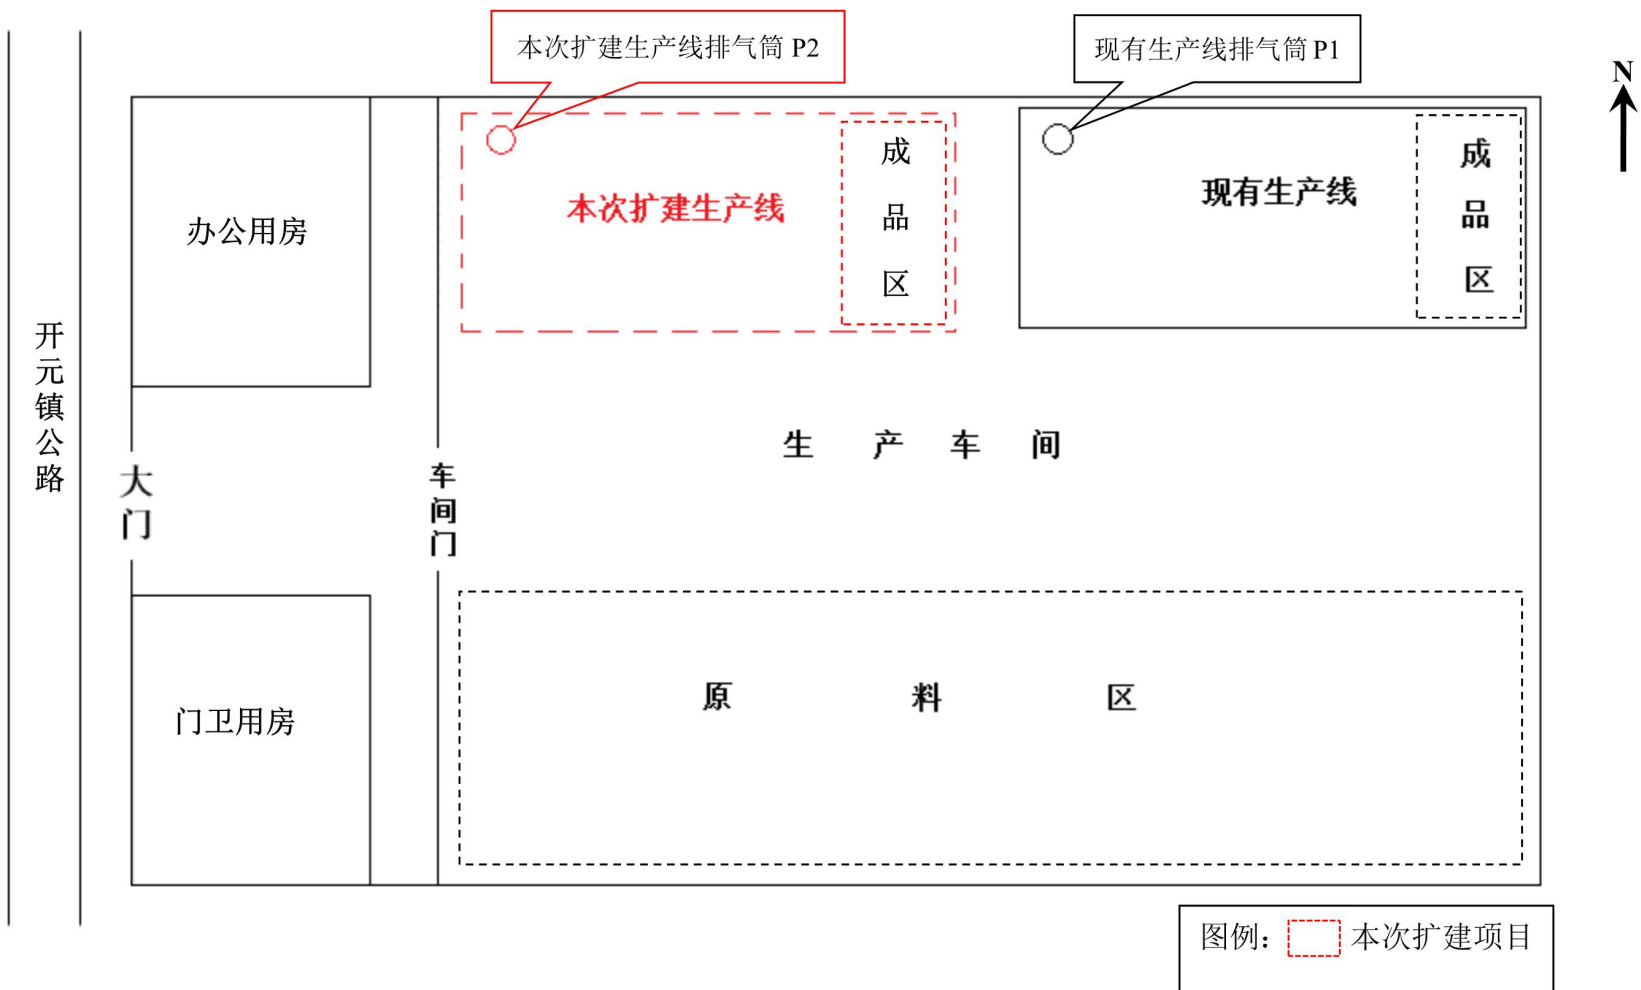 本次扩建生产线排气筒 P2
现有生产线排气筒 P1
N
办公用房
本次扩建生产线
成品区
现有生产线
成品区
开元镇公路
大门
车间门
生产车间
门卫用房
原料区
图例：本次扩建项目